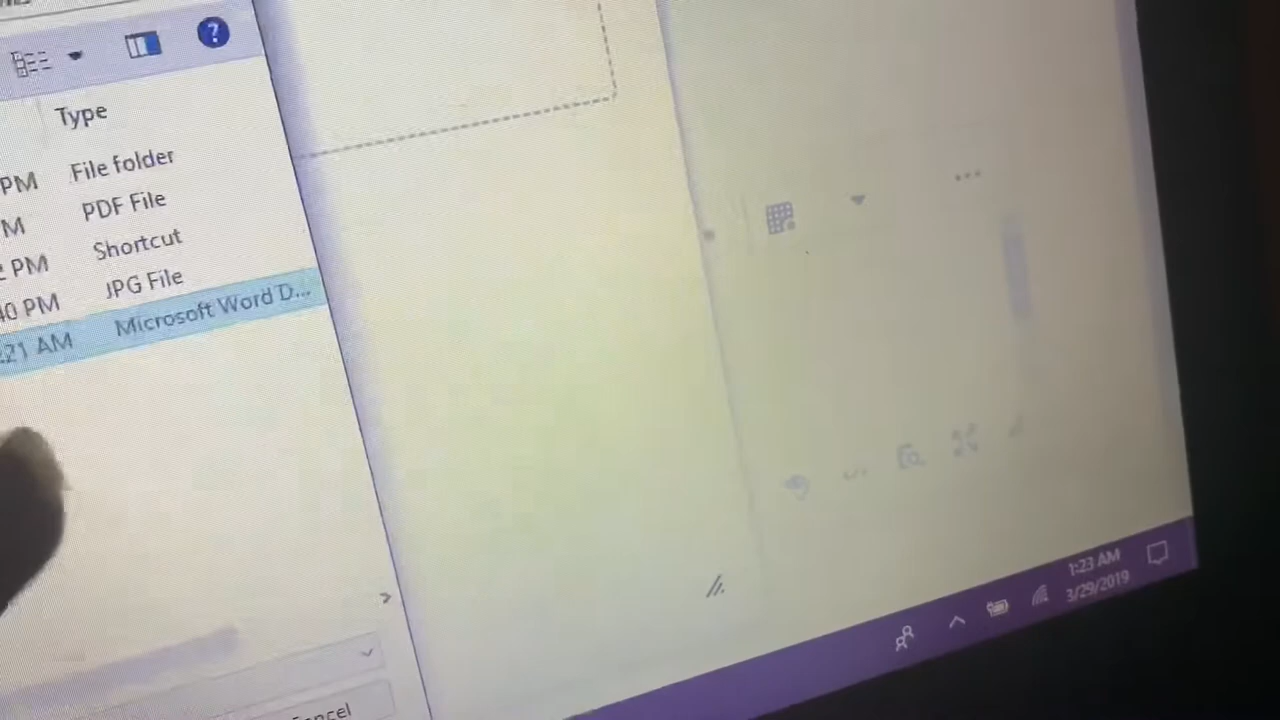 ?
Type
PM File folder
M PDF File
PM Shortcut
40 PM JPG File
:21 AM Microsoft Word D...
1:23 AM
3/29/2019
Cancel